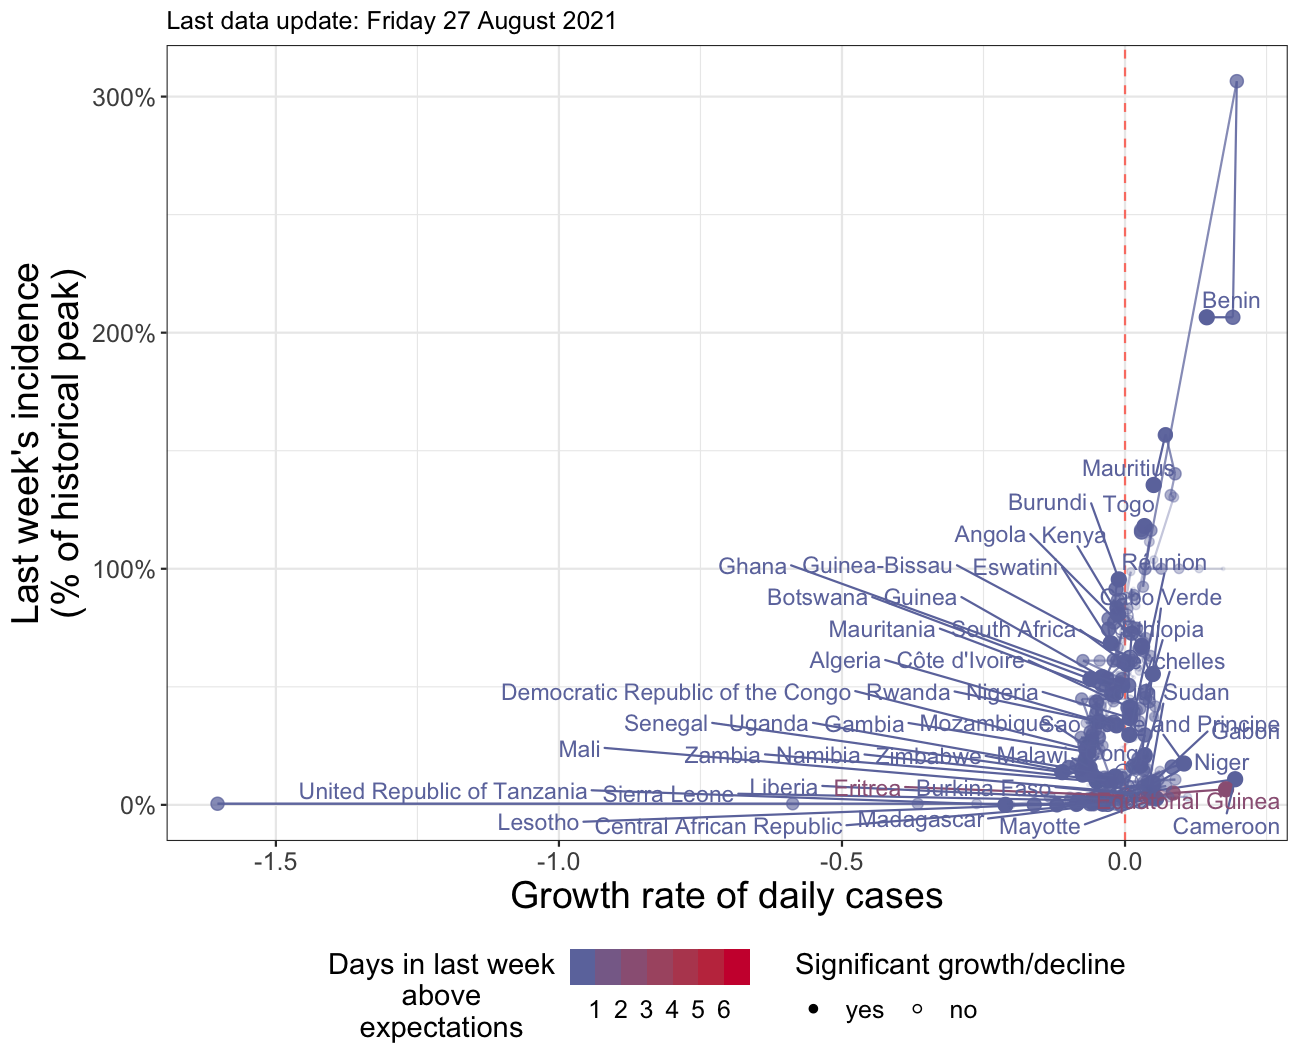 Last data update: Friday 27 August 2021
Last week's incidence
(% of historical peak)
300%
200%
100%
0%
Benin
Mauritius
Burundi
Togo
Angola
Kenya
Ghana
Guinea-Bissau
Eswatini
Réunion
Botswana
Guinea
Cabo Verde
Mauritania
South Africa
Algeria
Côte d'Ivoire
Democratic Republic of the Congo
Rwanda
Nigeria
Sudan
Senegal
Uganda
Gambia
Mozambique
and Principe
Gabon
Mali
Zambia
Namibia
Zimbabwe
Malawi
Niger
United Republic of Tanzania
Sierra Leone
Liberia
Eritrea
Burkina Faso
Equatorial Guinea
Lesotho
Central African Republic
Madagascar
Mayotte
Cameroon
-1.5
-1.0
-0.5
0.0
Growth rate of daily cases
Days in last week
above
expectations
1 2 3 4 5 6
Significant growth/decline
yes
no